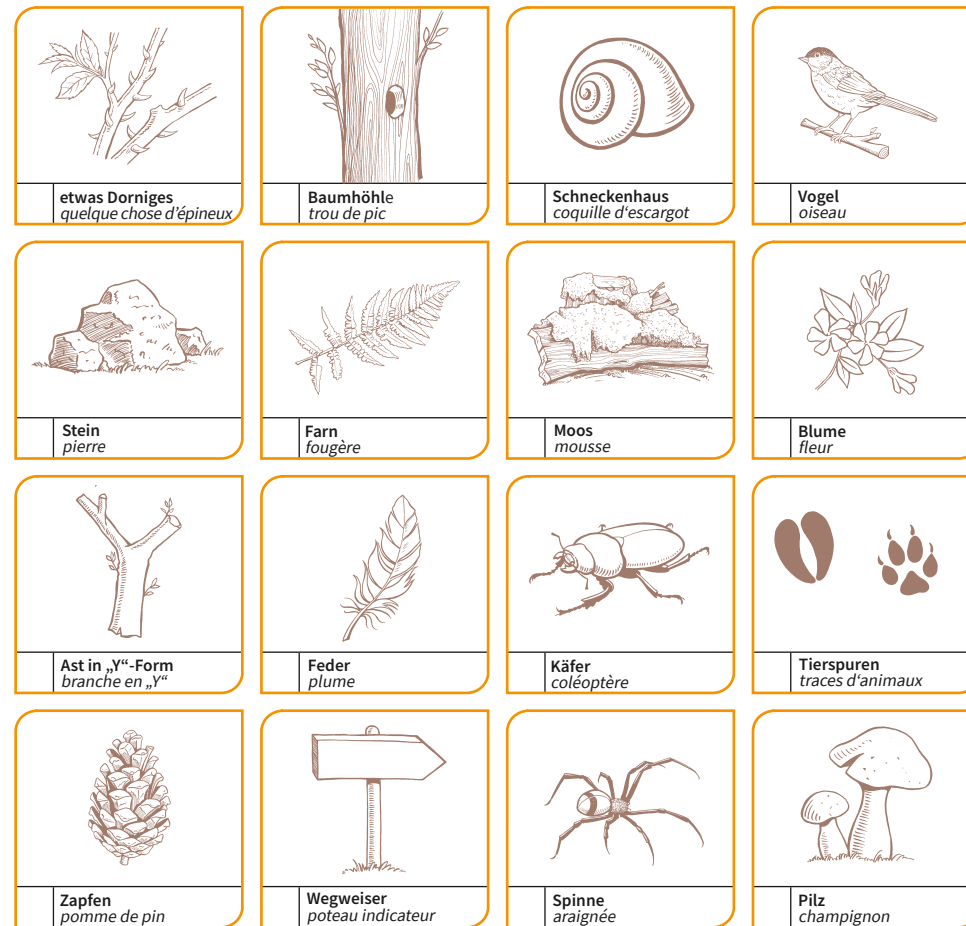 etwas Dorniges
quelque chose d'épineux
Baumhöhle
trou de pic
Schneckenhaus
coquille d‘escargot
Vogel
oiseau
Stein
pierre
Farn
fougère
Moos
mousse
Blume
fleur
Ast in „Y“-Form
branche en „Y“
Feder
plume
Käfer
coléoptère
Tierspuren
traces d‘animaux
Zapfen
pomme de pin
Wegweiser
poteau indicateur
Spinne
araignée
Pilz
champignon